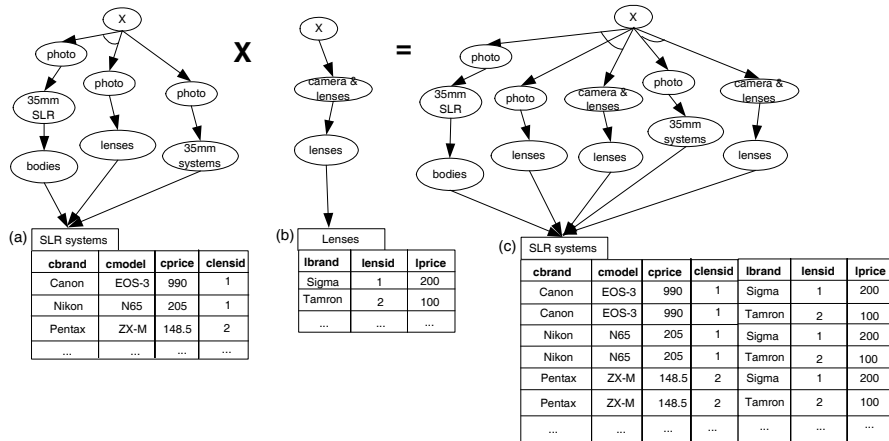 X
photo
photo
photo
35mm
SLR
bodies
lenses
35mm
systems
X
X
camera &
lenses
lenses
=
X
photo
35mm
SLR
photo
camera &
lenses
photo
camera &
lenses
35mm
systems
bodies
lenses
lenses
lenses
(a)
SLR systems
cbrand cmodel cprice clensid
Canon EOS-3 990 1
Nikon N65 205 1
Pentax ZX-M 148.5 2
... ... ... ...
(b)
Lenses
lbrand lensid lprice
Sigma 1 200
Tamron 2 100
... ... ...
(c)
SLR systems
cbrand cmodel cprice clensid lbrand lensid lprice
Canon EOS-3 990 1 Sigma 1 200
Canon EOS-3 990 1 Tamron 2 100
Nikon N65 205 1 Sigma 1 200
Nikon N65 205 1 Tamron 2 100
Pentax ZX-M 148.5 2 Sigma 1 200
Pentax ZX-M 148.5 2 Tamron 2 100
... ... ... ... ... ... ...